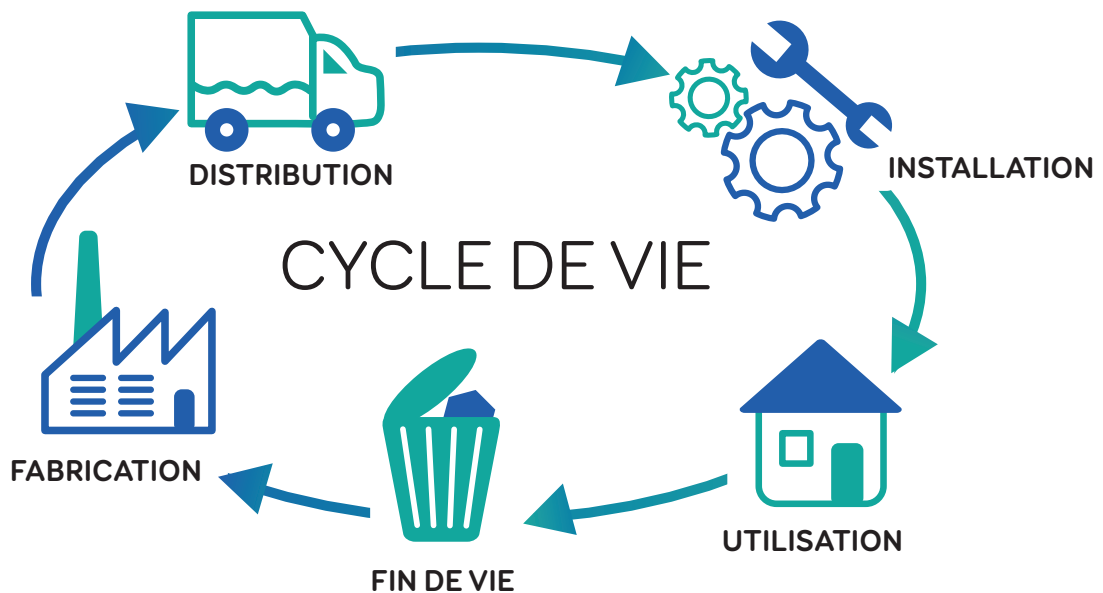 DISTRIBUTION
INSTALLATION
CYCLE DE VIE
FABRICATION
UTILISATION
FIN DE VIE